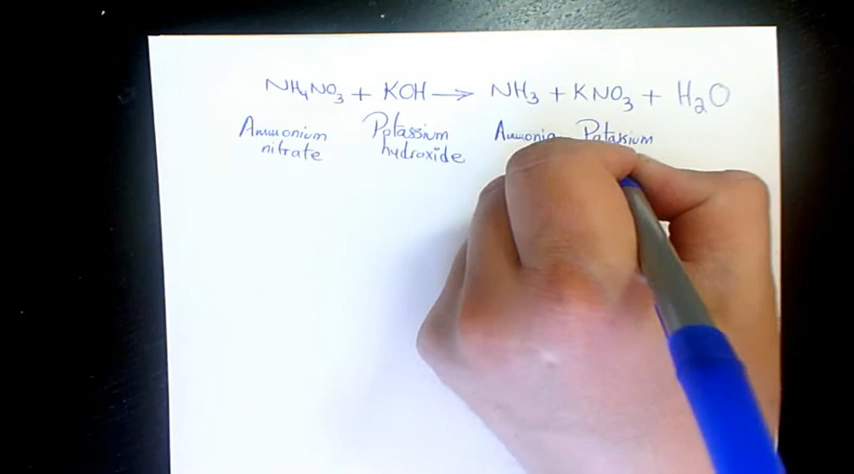 NH₄NO₃ + KOH → NH₃ + KNO₃ + H₂O
Ammonium Potassium Ammonia Potassium
nitrate hydroxide